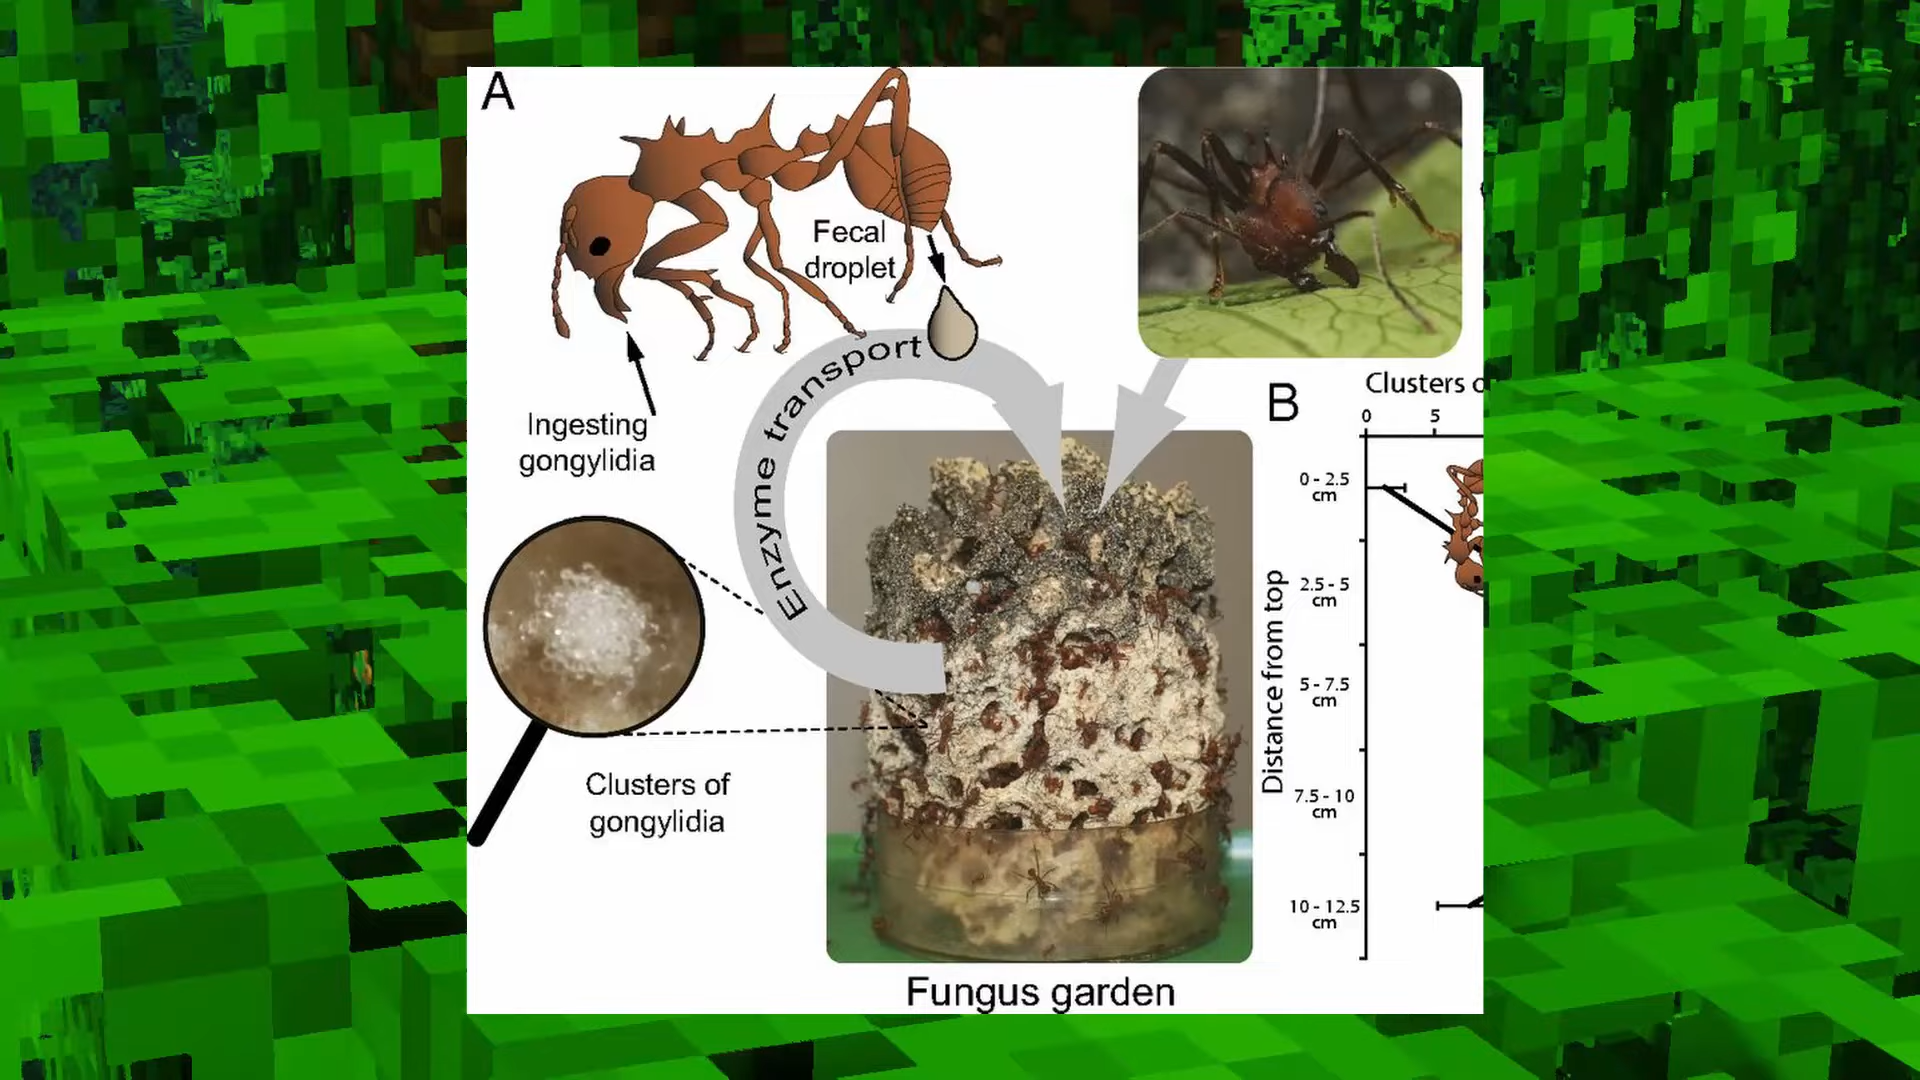 A
Fecal
droplet
Enzyme transport
Ingesting
gongylidia
Clusters of
gongylidia
Fungus garden
B
Clusters o
0
5
Distance from top
0 - 2.5
cm
2.5 - 5
cm
5 - 7.5
cm
7.5 - 10
cm
10 - 12.5
cm